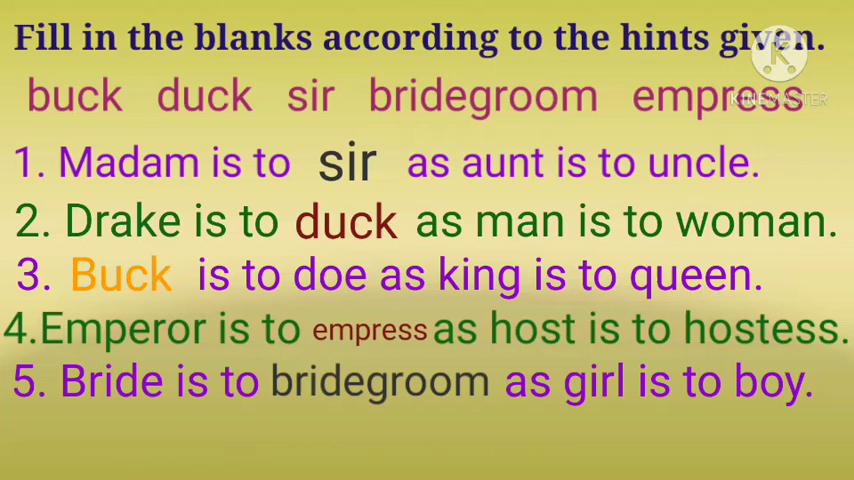 Fill in the blanks according to the hints given.
buck duck sir bridegroom empress
KINEMASTER
1. Madam is to sir as aunt is to uncle.
2. Drake is to duck as man is to woman.
3. Buck is to doe as king is to queen.
4.Emperor is to empress as host is to hostess.
5. Bride is to bridegroom as girl is to boy.